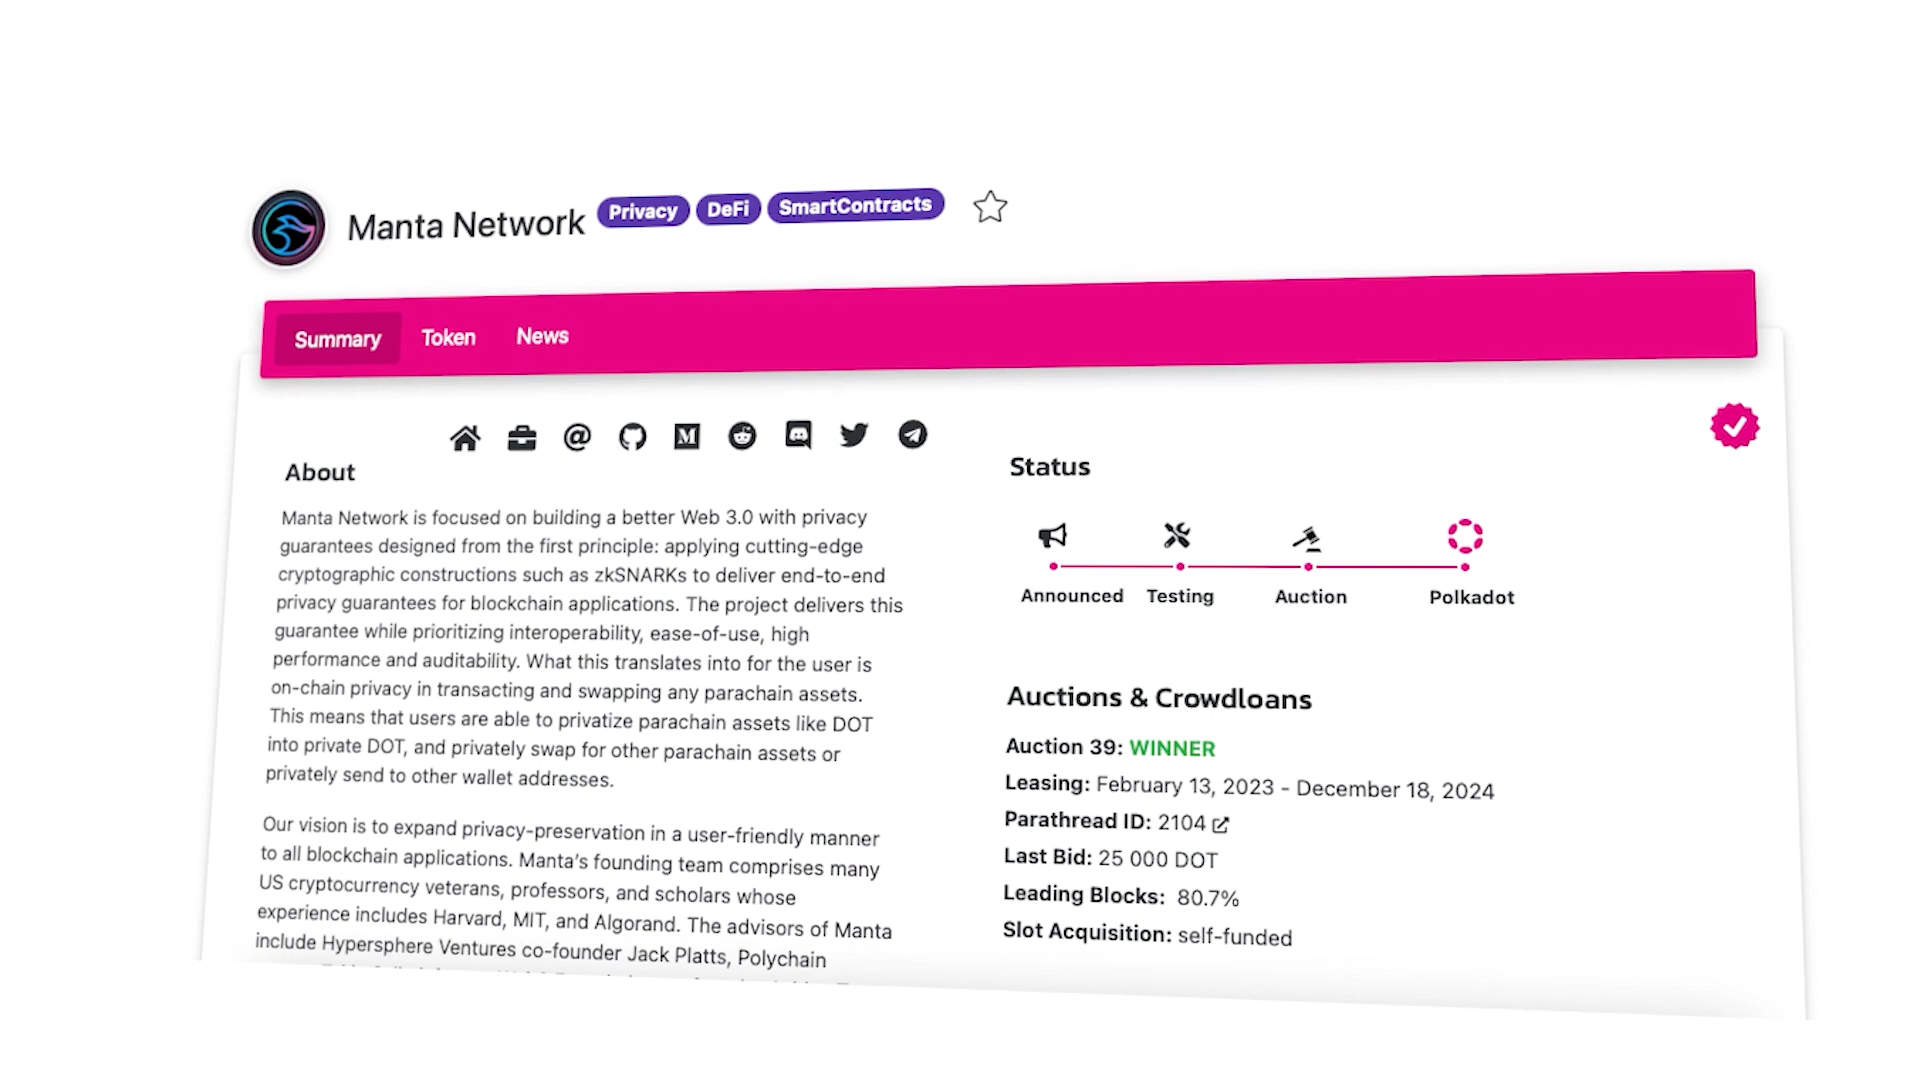 Manta Network
Privacy
DeFi
SmartContracts
Summary
Token
News
About
Manta Network is focused on building a better Web 3.0 with privacy
guarantees designed from the first principle: applying cutting-edge
cryptographic constructions such as zkSNARKs to deliver end-to-end
privacy guarantees for blockchain applications. The project delivers this
guarantee while prioritizing interoperability, ease-of-use, high
performance and auditability. What this translates into for the user is
on-chain privacy in transacting and swapping any parachain assets.
This means that users are able to privatize parachain assets like DOT
into private DOT, and privately swap for other parachain assets or
privately send to other wallet addresses.
Our vision is to expand privacy-preservation in a user-friendly manner
to all blockchain applications. Manta's founding team comprises many
US cryptocurrency veterans, professors, and scholars whose
experience includes Harvard, MIT, and Algorand. The advisors of Manta
include Hypersphere Ventures co-founder Jack Platts, Polychain
Status
Announced
Testing
Auction
Polkadot
Auctions & Crowdloans
Auction 39: WINNER
Leasing: February 13, 2023 - December 18, 2024
Parathread ID: 2104
Last Bid: 25 000 DOT
Leading Blocks: 80.7%
Slot Acquisition: self-funded